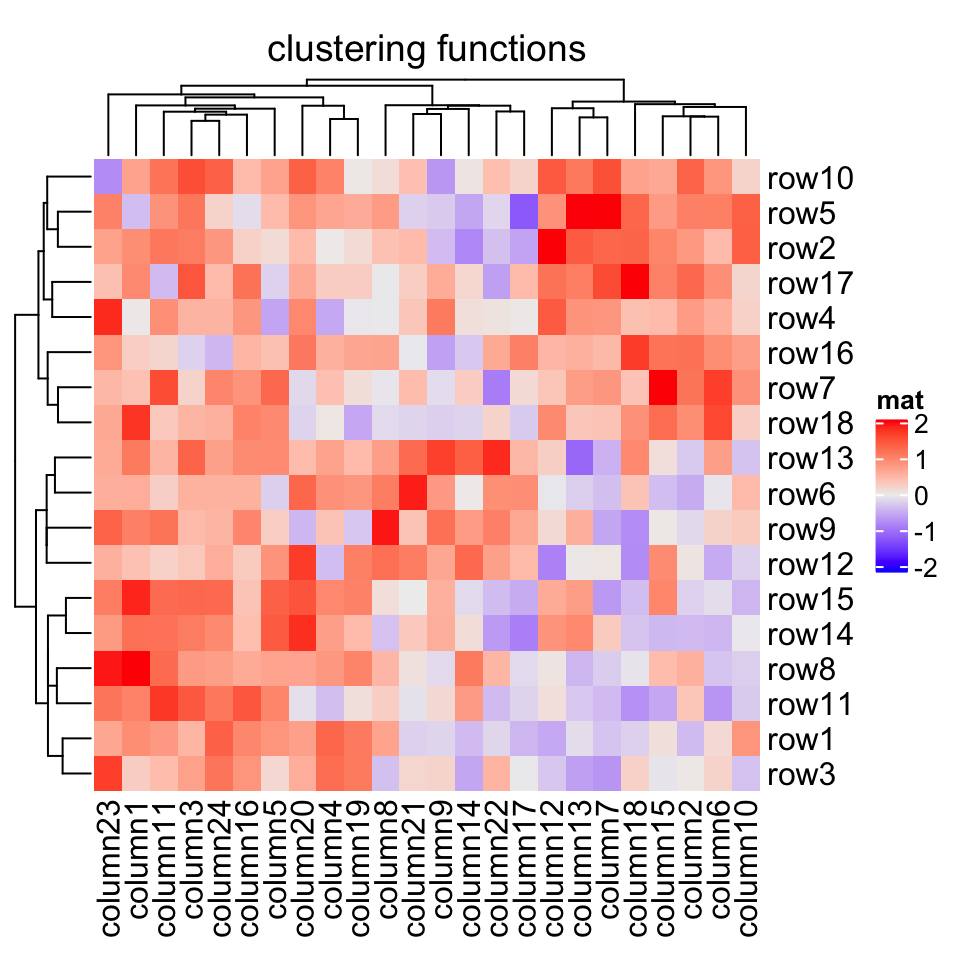 clustering functions
row10
row5
row2
row17
row4
row16
row7
row18
row13
row6
row9
row12
row15
row14
row8
row11
row1
row3
mat
2
1
0
-1
-2
column23
column1
column11
column3
column24
column16
column5
column20
column4
column19
column8
column21
column9
column14
column22
column17
column12
column13
column7
column18
column15
column2
column6
column10